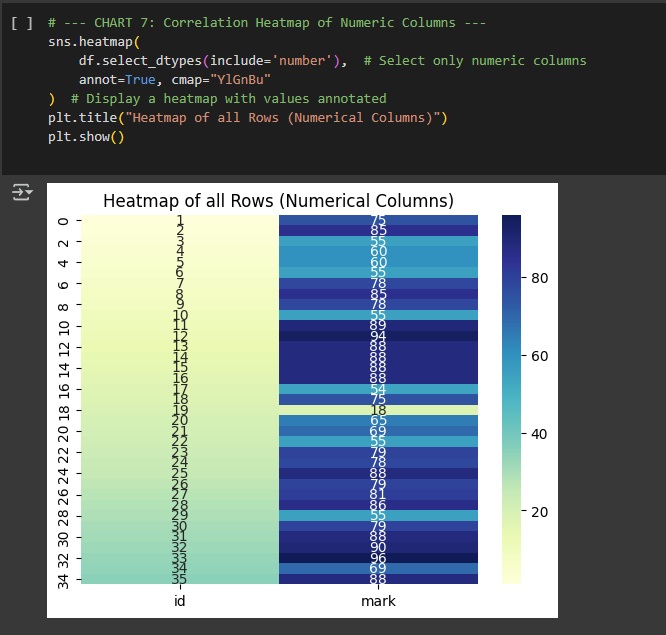 [ ] # --- CHART 7: Correlation Heatmap of Numeric Columns ---
sns.heatmap(
df.select_dtypes(include='number'),  # Select only numeric columns
annot=True, cmap="YlGnBu"
)  # Display a heatmap with values annotated
plt.title("Heatmap of all Rows (Numerical Columns)")
plt.show()
Heatmap of all Rows (Numerical Columns)
0 1 75
2 85
2 3 55
4 60
4 5 60
6 55
6 7 78
8 85
8 9 78
10 55
10 11 89
12 94
12 13 88
14 88
14 15 88
16 88
16 17 54
18 75
18 19 18
20 65
20 21 69
22 55
22 23 79
24 78
24 25 88
26 79
26 27 81
28 86
28 29 55
30 79
30 31 88
32 90
32 33 96
34 69
34 35 88
80
60
40
20
id mark